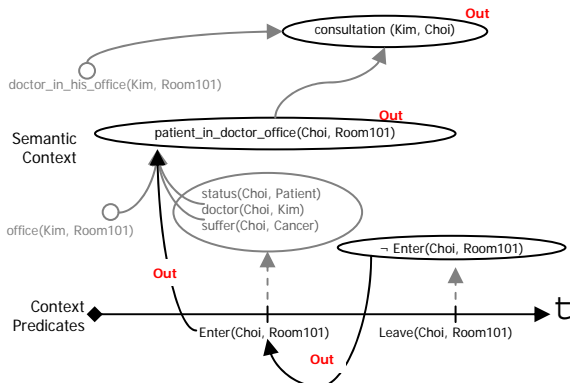 Out
consultation (Kim, Choi)
doctor_in_his_office(Kim, Room101)
Out
patient_in_doctor_office(Choi, Room101)
Semantic
Context
status(Choi, Patient)
doctor(Choi, Kim)
suffer(Choi, Cancer)
office(Kim, Room101)
¬ Enter(Choi, Room101)
Out
Context
Predicates
t
Enter(Choi, Room101)
Leave(Choi, Room101)
Out